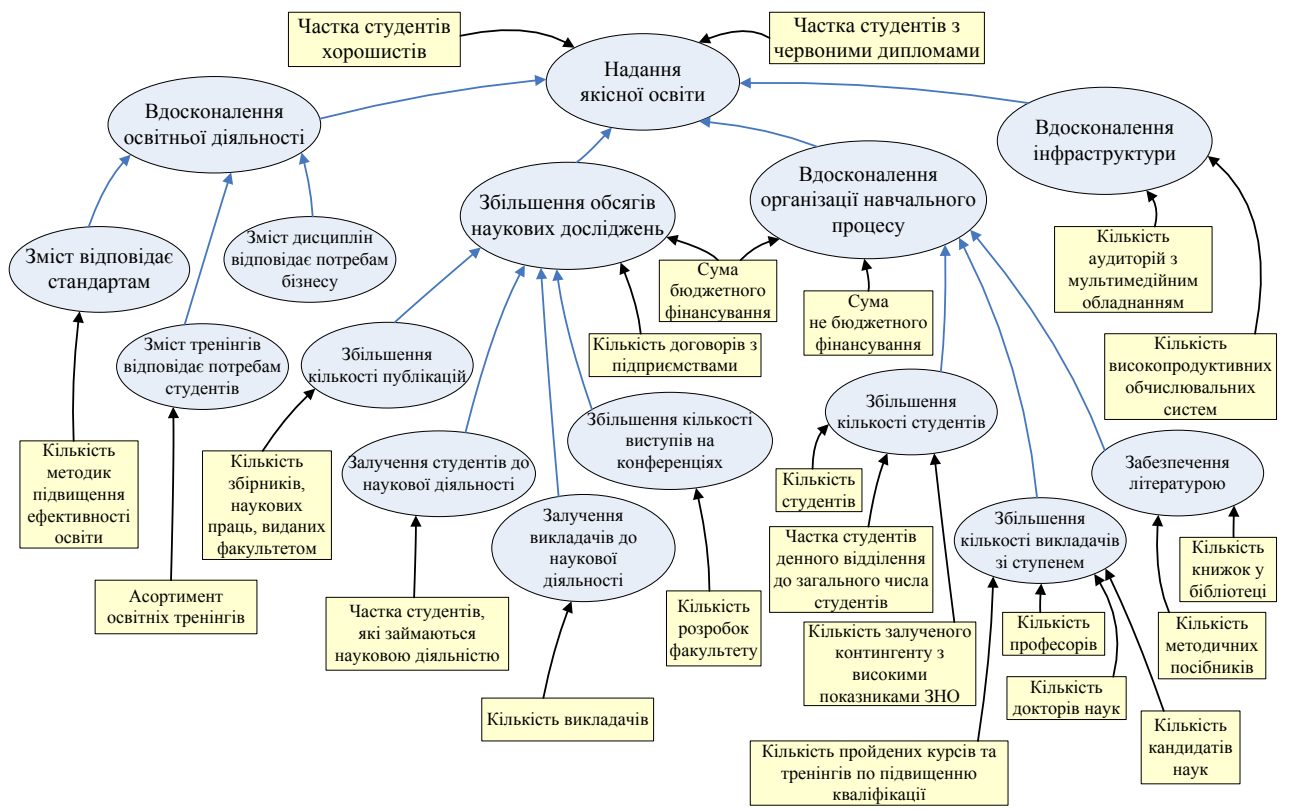 Частка студентів
хорошистів
Частка студентів з
червоними дипломами
Надання
якісної освіти
Вдосконалення
освітньої діяльності
Вдосконалення
інфраструктури
Збільшення обсягів
наукових досліджень
Вдосконалення
організації навчального
процесу
Зміст відповідає
стандартам
Зміст дисциплін
відповідає потребам
бізнесу
Кількість
аудиторій з
мультимедійним
обладнанням
Сума
бюджетного
фінансування
Сума
не бюджетного
фінансування
Зміст тренінгів
відповідає потребам
студентів
Збільшення
кількості публікацій
Кількість договорів з
підприємствами
Кількість
високопродуктивних
обчислювальних
систем
Збільшення кількості
виступів на
конференціях
Збільшення
кількості студентів
Кількість
методик
підвищення
ефективності
освіти
Кількість
збірників,
наукових
праць, виданих
факультетом
Залучення студентів до
наукової діяльності
Забезпечення
літературою
Кількість
студентів
Залучення
викладачів до
наукової
діяльності
Частка студентів
денного відділення
до загального числа
студентів
Збільшення
кількості викладачів
зі ступенем
Кількість
книжок у
бібліотеці
Асортимент
освітніх тренінгів
Частка студентів,
які займаються
науковою діяльністю
Кількість
розробок
факультету
Кількість залученого
контингенту з
високими
показниками ЗНО
Кількість
професорів
Кількість
методичних
посібників
Кількість викладачів
Кількість
докторів наук
Кількість
кандидатів
наук
Кількість пройдених курсів та
тренінгів по підвищенню
кваліфікації